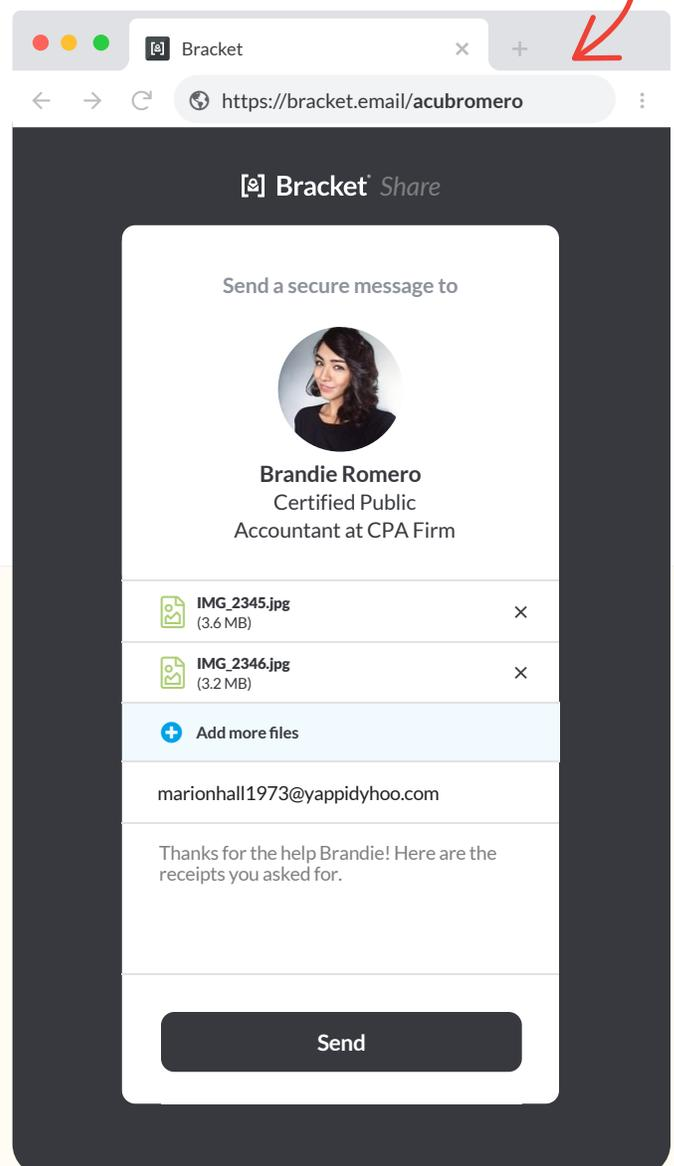 Bracket
https://bracket.email/acubromero
Bracket Share
Send a secure message to
Brandie Romero
Certified Public
Accountant at CPA Firm
IMG_2345.jpg
(3.6 MB)
IMG_2346.jpg
(3.2 MB)
Add more files
marionhall1973@yappidyhoo.com
Thanks for the help Brandie! Here are the
receipts you asked for.
Send